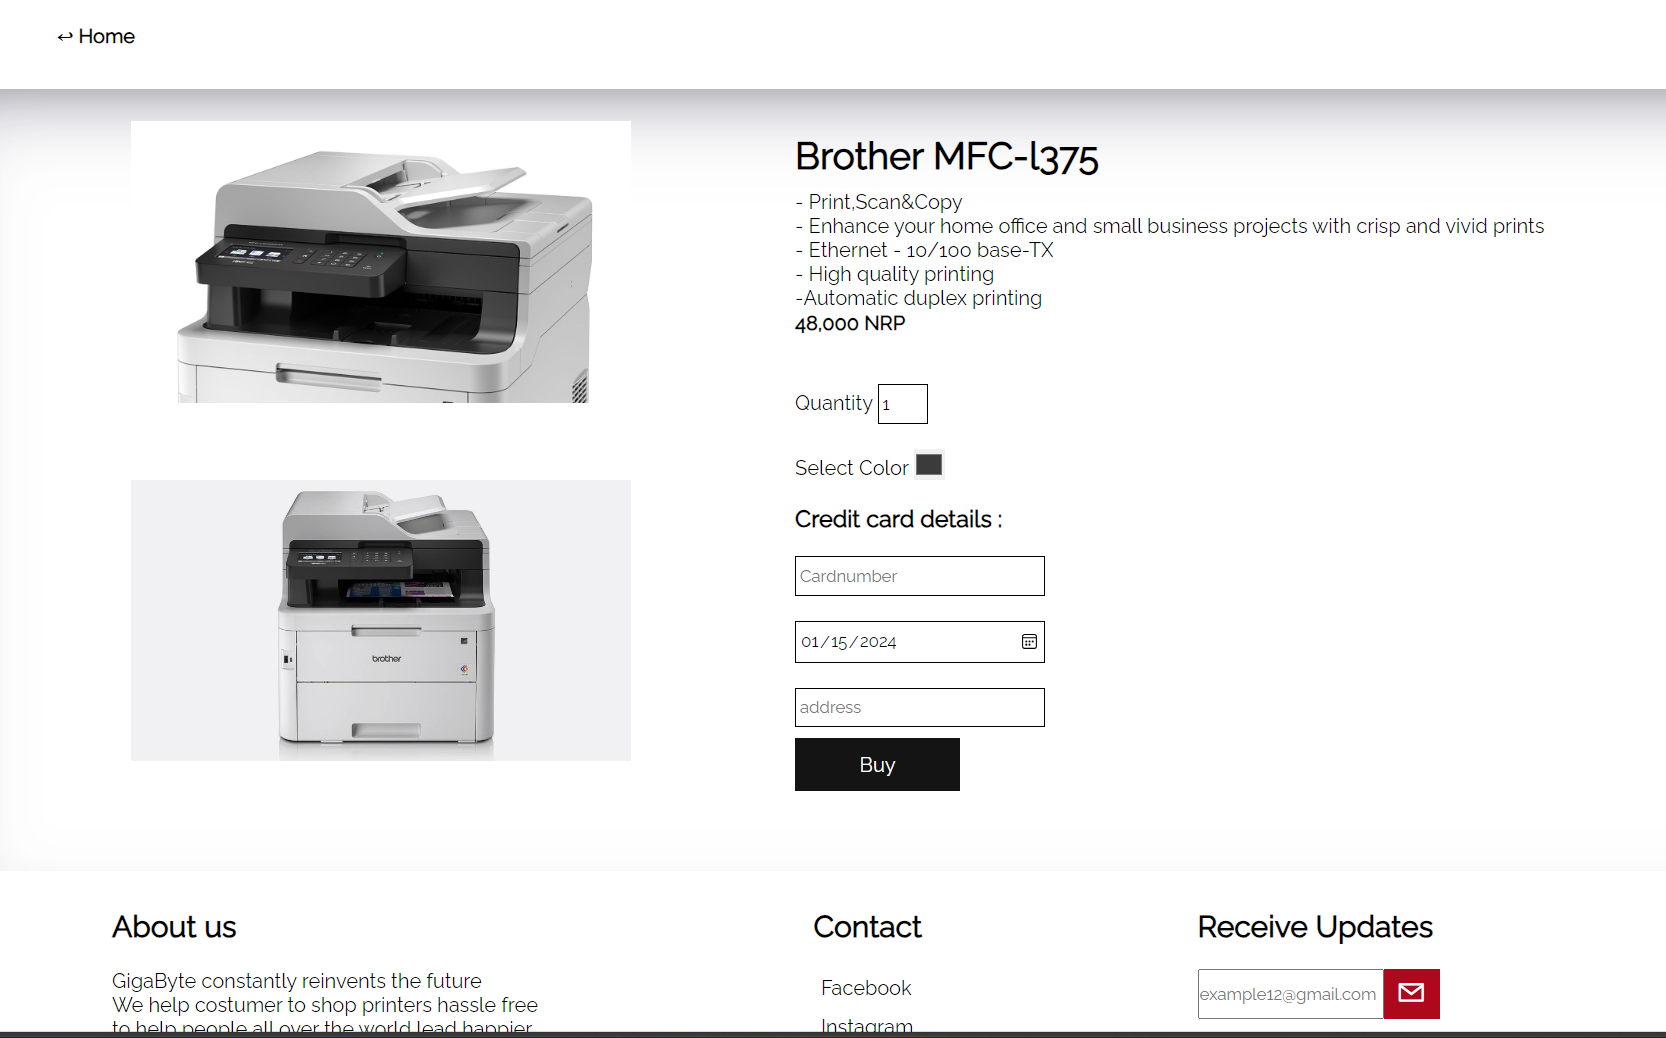 ↩ Home
Brother MFC-l375
- Print,Scan&Copy
- Enhance your home office and small business projects with crisp and vivid prints
- Ethernet - 10/100 base-TX
- High quality printing
-Automatic duplex printing
48,000 NRP
Quantity 1
Select Color
Credit card details :
Cardnumber
01/15/2024
address
Buy
brother
About us
GigaByte constantly reinvents the future
We help costumer to shop printers hassle free
to help people all over the world lead happier
Contact
Facebook
Instagram
Receive Updates
example12@gmail.com